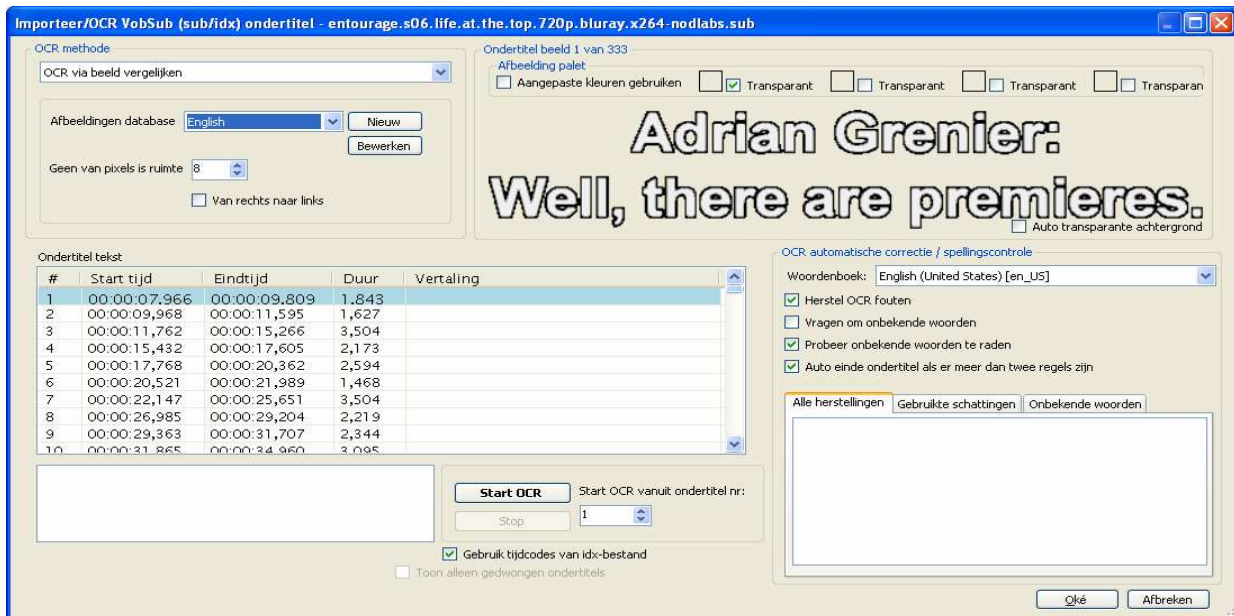 Importeer/OCR VobSub (sub/idx) ondertitel - entourage.s06.life.at.the.top.720p.bluray.x264-nodlabs.sub
OCR methode
OCR via beeld vergelijken
Afbeeldingen database English Nieuw
Bewerken
Geen van pixels is ruimte 8
Van rechts naar links
Ondertitel beeld 1 van 333
Afbeelding palet
Aangepaste kleuren gebruiken Transparant Transparant Transparant Transparan
Adrian Grenier:
Well, there are premieres.
Auto transparante achtergrond
Ondertitel tekst
# Start tijd Eindtijd Duur Vertaling
1 00:00:07,966 00:00:09,809 1,843
2 00:00:09,968 00:00:11,595 1,627
3 00:00:11,762 00:00:15,266 3,504
4 00:00:15,432 00:00:17,605 2,173
5 00:00:17,768 00:00:20,362 2,594
6 00:00:20,521 00:00:21,989 1,468
7 00:00:22,147 00:00:25,651 3,504
8 00:00:26,985 00:00:29,204 2,219
9 00:00:29,363 00:00:31,707 2,344
10 00:00:31,865 00:00:34,960 3,095
Start OCR Start OCR vanuit ondertitel nr:
Stop 1
Gebruik tijdcodes van idx-bestand
Toon alleen gedwongen ondertitels
OCR automatische correctie / spellingscontrole
Woordenboek: English (United States) [en_US]
Herstel OCR fouten
Vragen om onbekende woorden
Probeer onbekende woorden te raden
Auto einde ondertitel als er meer dan twee regels zijn
Alle herstellingen Gebruikte schattingen Onbekende woorden
Oké Afbreken